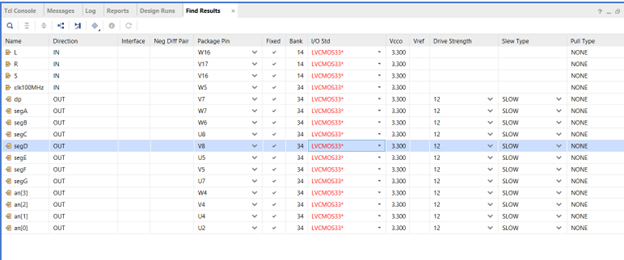 Tcl Console Messages Log Reports Design Runs Find Results × ? _
Name Direction Interface Neg Diff Pair Package Pin Fixed Bank I/O Std Vcco Vref Drive Strength Slew Type Pull Type
L IN W16 14 LVCMOS33* 3.300 NONE
R IN V17 14 LVCMOS33* 3.300 NONE
S IN V16 14 LVCMOS33* 3.300 NONE
clk100MHz IN W5 34 LVCMOS33* 3.300 NONE
dp OUT V7 34 LVCMOS33* 3.300 12 SLOW NONE
segA OUT W7 34 LVCMOS33* 3.300 12 SLOW NONE
segB OUT W6 34 LVCMOS33* 3.300 12 SLOW NONE
segC OUT U8 34 LVCMOS33* 3.300 12 SLOW NONE
segD OUT V8 34 LVCMOS33* 3.300 12 SLOW NONE
segE OUT U5 34 LVCMOS33* 3.300 12 SLOW NONE
segF OUT V5 34 LVCMOS33* 3.300 12 SLOW NONE
segG OUT U7 34 LVCMOS33* 3.300 12 SLOW NONE
an[3] OUT W4 34 LVCMOS33* 3.300 12 SLOW NONE
an[2] OUT V4 34 LVCMOS33* 3.300 12 SLOW NONE
an[1] OUT U4 34 LVCMOS33* 3.300 12 SLOW NONE
an[0] OUT U2 34 LVCMOS33* 3.300 12 SLOW NONE